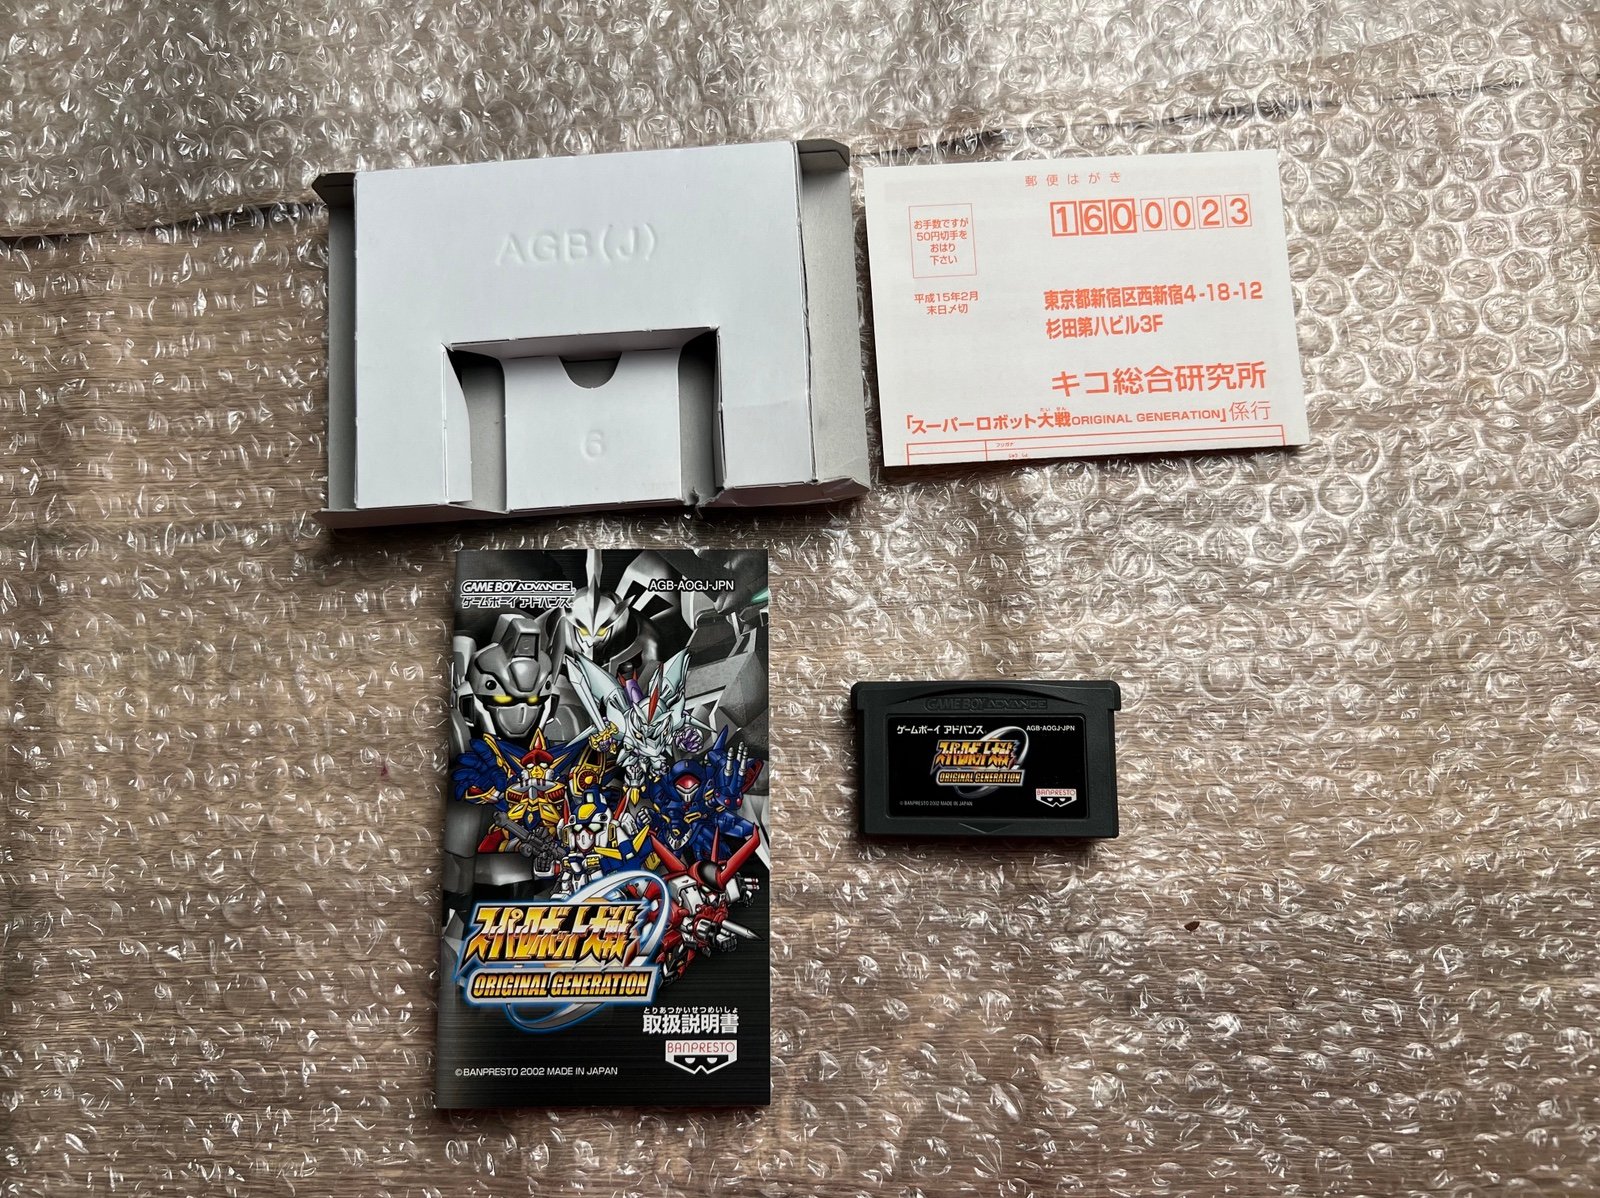 AGB(J)
6
郵便はがき
お手数ですが
50円切手を
おはり
下さい
160-0023
平成15年2月
末日〆切
東京都新宿区西新宿4-18-12
杉田第八ビル3F
キコ総合研究所
たいせん
「スーパーロボット大戦ORIGINAL GENERATION」係行
フリガナ
GAME BOY ADVANCE
ゲームボーイ アドバンス
AGB-AOGJ-JPN
スーパーロボット大戦
ORIGINAL GENERATION
とりあつかいせつめいしょ
取扱説明書
BANPRESTO
©BANPRESTO 2002 MADE IN JAPAN
GAME BOY ADVANCE
ゲームボーイ アドバンス
AGB-AOGJ-JPN
スーパーロボット大戦
ORIGINAL GENERATION
© BANPRESTO 2002 MADE IN JAPAN
BANPRESTO